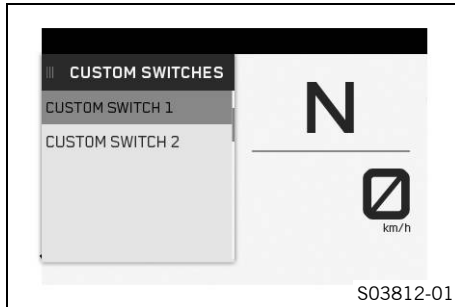 CUSTOM SWITCHES
CUSTOM SWITCH 1
CUSTOM SWITCH 2
N
0
km/h
S03812-01